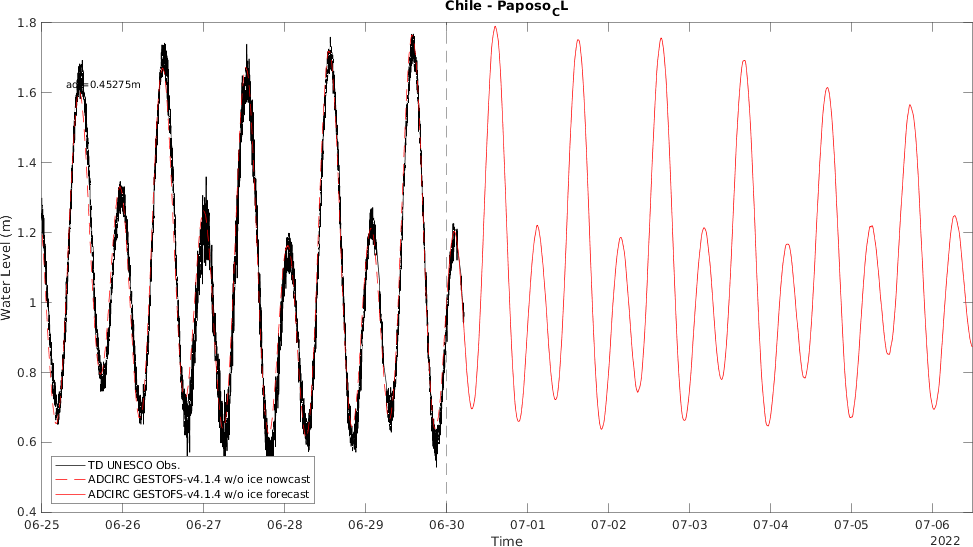 Chile - Paposo_CL
1.8
1.6
1.4
1.2
1
0.8
0.6
0.4
Water Level (m)
=0.45275m
TD UNESCO Obs.
ADCIRC GESTOFS-v4.1.4 w/o ice nowcast
ADCIRC GESTOFS-v4.1.4 w/o ice forecast
06-25 06-26 06-27 06-28 06-29 06-30 07-01 07-02 07-03 07-04 07-05 07-06
Time
2022